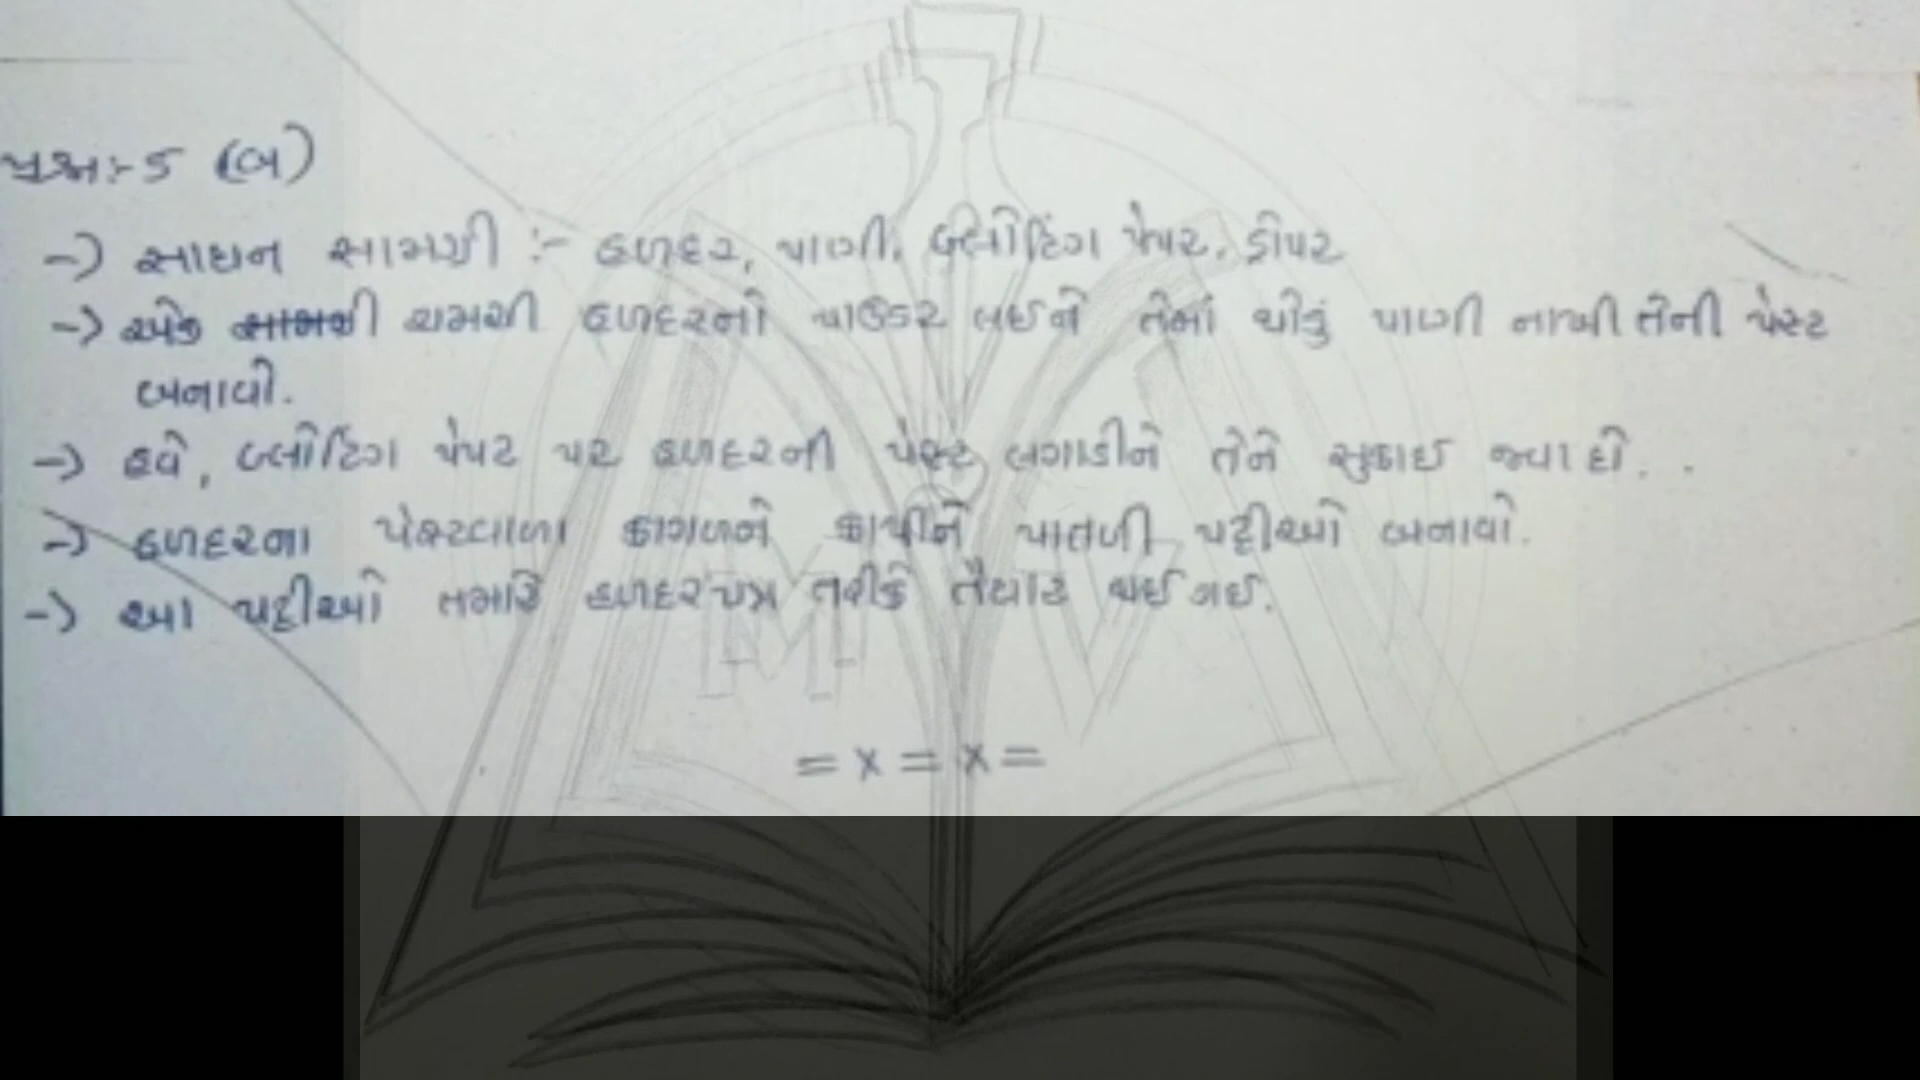 પ્રશ્ન:- 5 (બ)
-> સાધન સામગ્રી :- હળદર, પાણી, બ્લોટિંગ પેપર, ડ્રોપર
-> એક ચમચી હળદરનો પાઉડર લઈને તેમાં થોડું પાણી નાખી તેની પેસ્ટ
બનાવો.
-> હવે, બ્લોટિંગ પેપર પર હળદરની પેસ્ટ લગાડીને તેને સુકાઈ જવા દો.
-> હળદરના પેસ્ટવાળા કાગળને કાપીને પાતળી પટ્ટીઓ બનાવો.
-> આ પટ્ટીઓ તમારે હળદરપત્ર તરીકે તૈયાર થઈ ગઈ.
M V
= x = x =